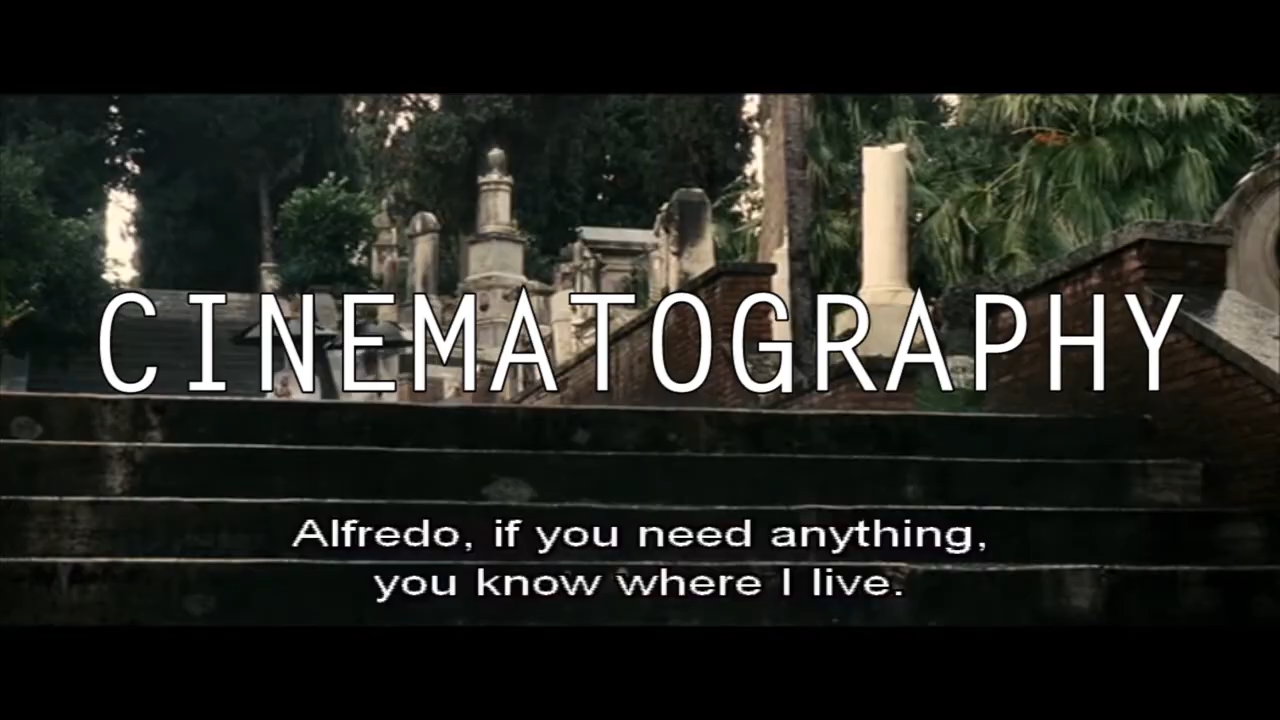 CINEMATOGRAPHY
Alfredo, if you need anything,
you know where I live.